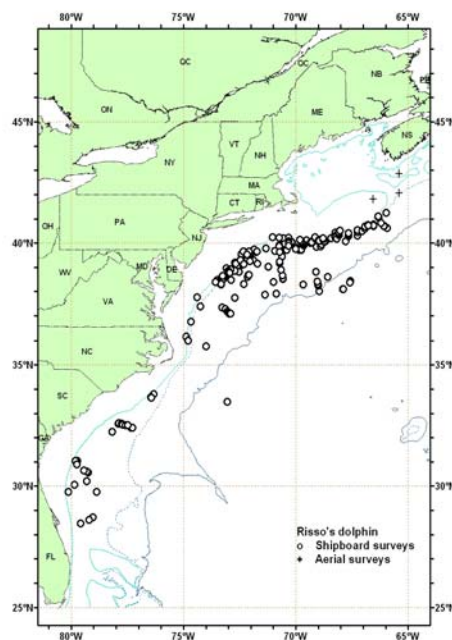 80°W 75°W 70°W 65°W
QC QC
NB
PE
ON
ME
45°N 45°N
NS
VT
NH
NY
MA
CT RI
PA
OH
NJ
40°N 40°N
MD
DE
WV
VA
NC
35°N 35°N
SC
GA
30°N 30°N
Risso's dolphin
Shipboard surveys
Aerial surveys
FL
25°N 25°N
80°W 75°W 70°W 65°W